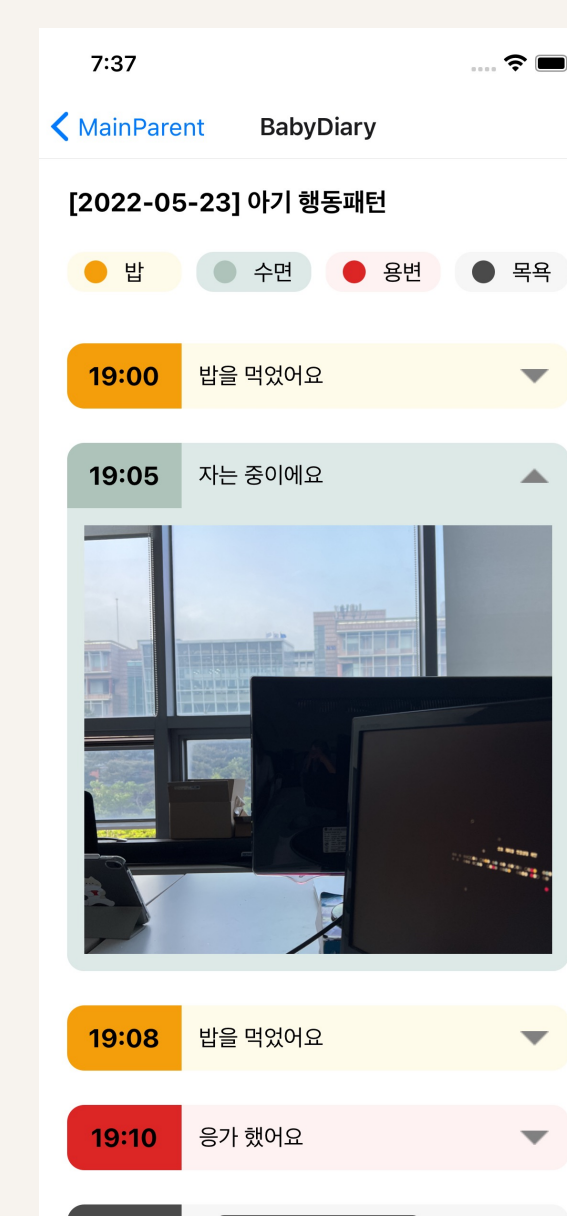 7:37
MainParent BabyDiary
[2022-05-23] 아기 행동패턴
밥 수면 용변 목욕
19:00 밥을 먹었어요
19:05 자는 중이에요
19:08 밥을 먹었어요
19:10 응가 했어요